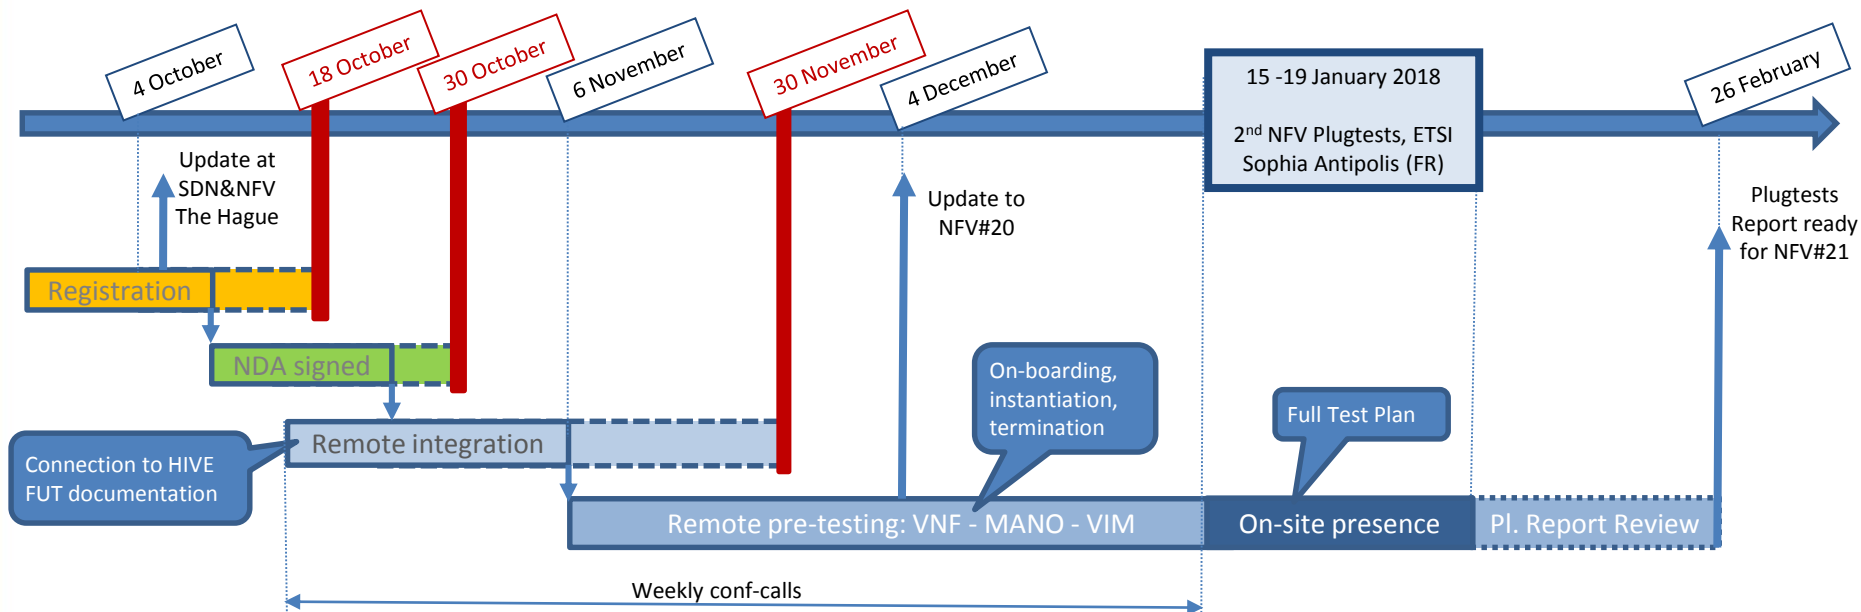 4 October
18 October
30 October
6 November
30 November
4 December
15 -19 January 2018
2nd NFV Plugtests, ETSI
Sophia Antipolis (FR)
26 February
Update at
SDN&NFV
The Hague
Update to
NFV#20
Plugtests
Report ready
for NFV#21
Registration
NDA signed
On-boarding,
instantiation,
termination
Full Test Plan
Remote integration
Connection to HIVE
FUT documentation
Remote pre-testing: VNF - MANO - VIM
On-site presence
Pl. Report Review
Weekly conf-calls